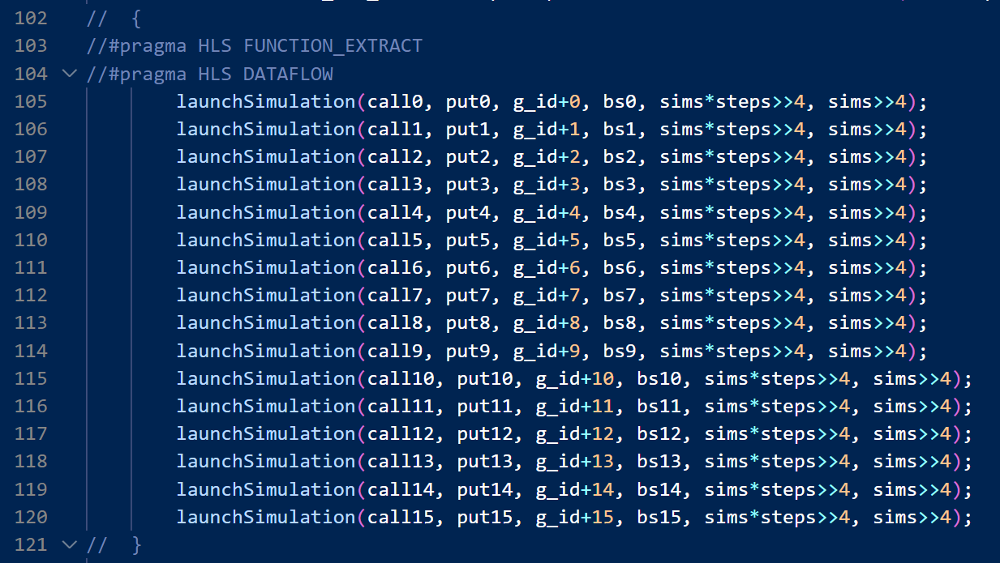 102 //  {
103 //#pragma HLS FUNCTION_EXTRACT
104 //#pragma HLS DATAFLOW
105         launchSimulation(call0, put0, g_id+0, bs0, sims*steps>>4, sims>>4);
106         launchSimulation(call1, put1, g_id+1, bs1, sims*steps>>4, sims>>4);
107         launchSimulation(call2, put2, g_id+2, bs2, sims*steps>>4, sims>>4);
108         launchSimulation(call3, put3, g_id+3, bs3, sims*steps>>4, sims>>4);
109         launchSimulation(call4, put4, g_id+4, bs4, sims*steps>>4, sims>>4);
110         launchSimulation(call5, put5, g_id+5, bs5, sims*steps>>4, sims>>4);
111         launchSimulation(call6, put6, g_id+6, bs6, sims*steps>>4, sims>>4);
112         launchSimulation(call7, put7, g_id+7, bs7, sims*steps>>4, sims>>4);
113         launchSimulation(call8, put8, g_id+8, bs8, sims*steps>>4, sims>>4);
114         launchSimulation(call9, put9, g_id+9, bs9, sims*steps>>4, sims>>4);
115         launchSimulation(call10, put10, g_id+10, bs10, sims*steps>>4, sims>>4);
116         launchSimulation(call11, put11, g_id+11, bs11, sims*steps>>4, sims>>4);
117         launchSimulation(call12, put12, g_id+12, bs12, sims*steps>>4, sims>>4);
118         launchSimulation(call13, put13, g_id+13, bs13, sims*steps>>4, sims>>4);
119         launchSimulation(call14, put14, g_id+14, bs14, sims*steps>>4, sims>>4);
120         launchSimulation(call15, put15, g_id+15, bs15, sims*steps>>4, sims>>4);
121 //  }